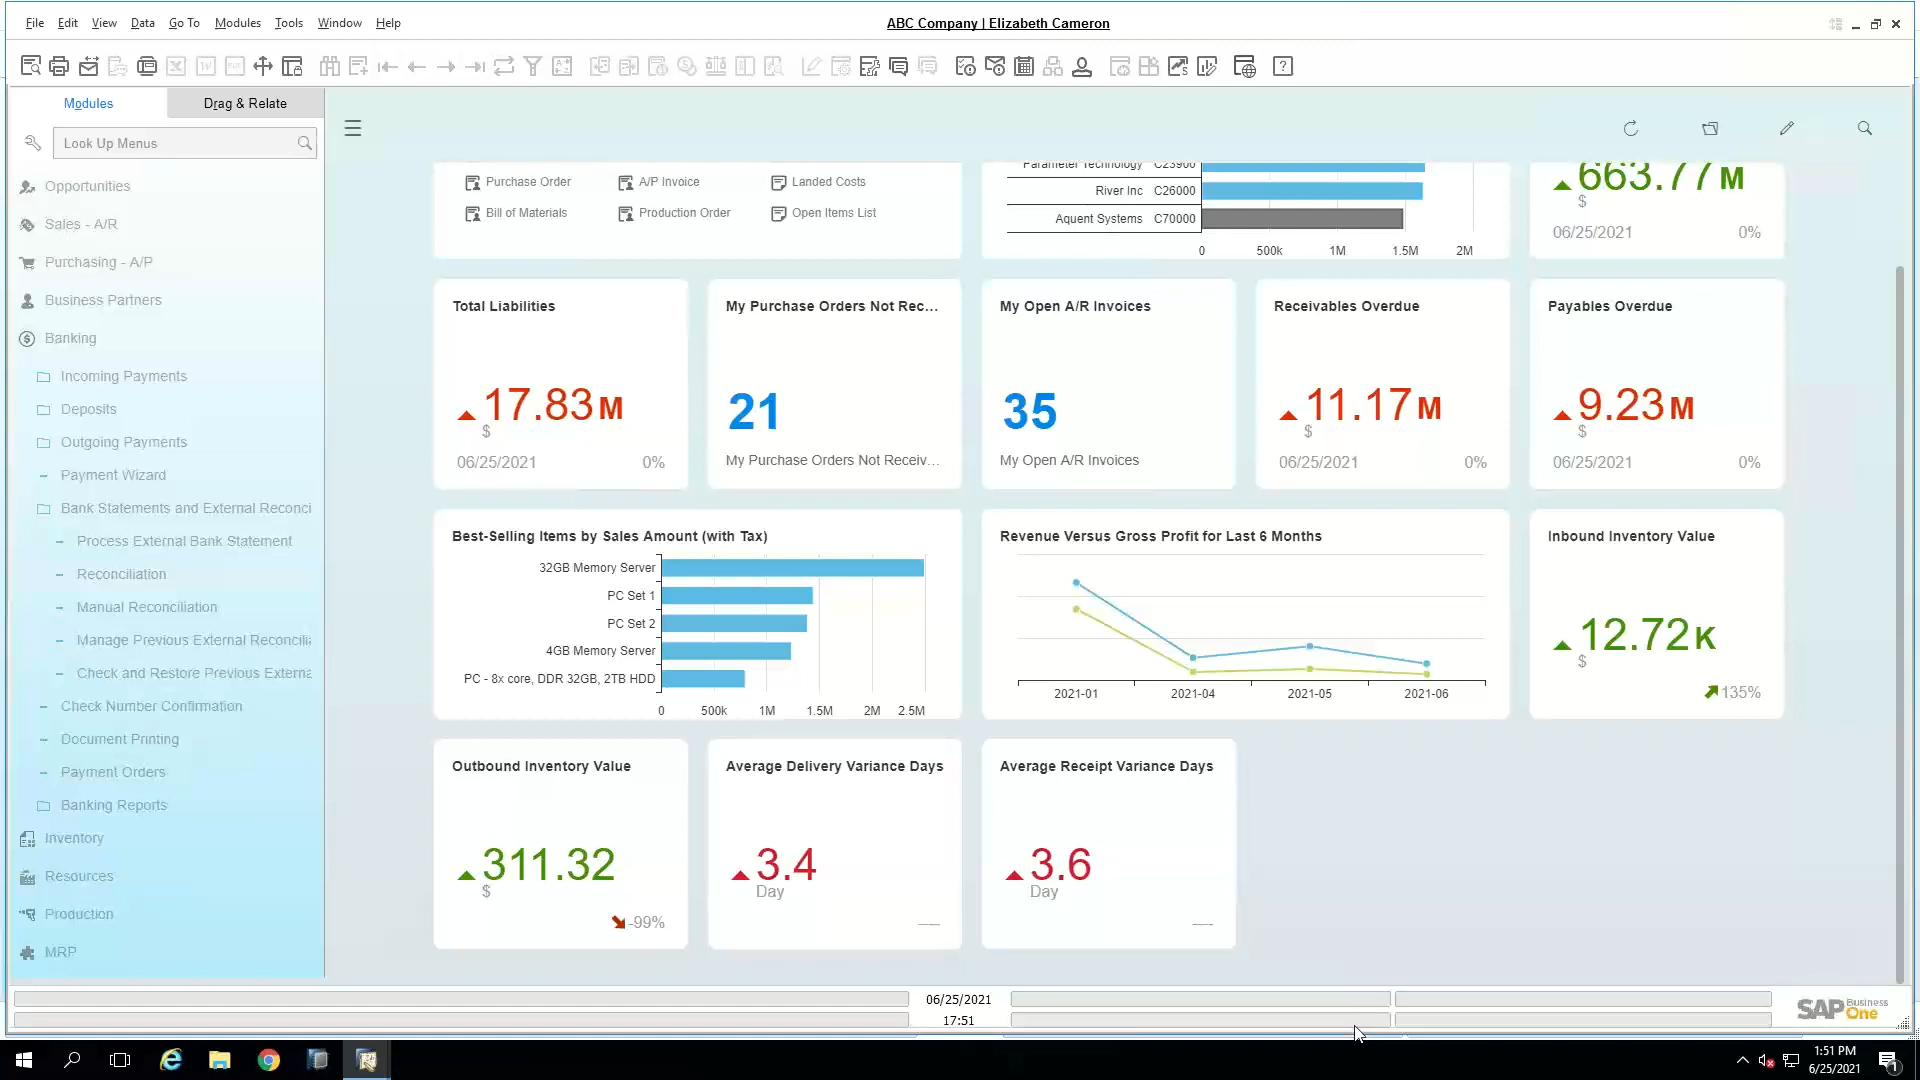 File Edit View Data Go To Modules Tools Window Help
ABC Company | Elizabeth Cameron
Modules
Drag & Relate
Look Up Menus
Opportunities
Sales - A/R
Purchasing - A/P
Business Partners
Banking
Incoming Payments
Deposits
Outgoing Payments
Payment Wizard
Bank Statements and External Reconci
Process External Bank Statement
Reconciliation
Manual Reconciliation
Manage Previous External Reconcili
Check and Restore Previous Externa
Check Number Confirmation
Document Printing
Payment Orders
Banking Reports
Inventory
Resources
Production
MRP
Purchase Order
A/P Invoice
Landed Costs
Bill of Materials
Production Order
Open Items List
Parameter Technology C23900
River Inc C26000
Aquent Systems C70000
0 500k 1M 1.5M 2M
663.77 M
$
06/25/2021 0%
Total Liabilities
17.83 M
$
06/25/2021 0%
My Purchase Orders Not Rec...
21
My Purchase Orders Not Receiv...
My Open A/R Invoices
35
My Open A/R Invoices
Receivables Overdue
11.17 M
$
06/25/2021 0%
Payables Overdue
9.23 M
$
06/25/2021 0%
Best-Selling Items by Sales Amount (with Tax)
32GB Memory Server
PC Set 1
PC Set 2
4GB Memory Server
PC - 8x core, DDR 32GB, 2TB HDD
0 500k 1M 1.5M 2M 2.5M
Revenue Versus Gross Profit for Last 6 Months
2021-01 2021-04 2021-05 2021-06
Inbound Inventory Value
12.72 K
$
135%
Outbound Inventory Value
311.32
$
-99%
Average Delivery Variance Days
3.4
Day
Average Receipt Variance Days
3.6
Day
06/25/2021
17:51
SAP Business One
1:51 PM
6/25/2021
1